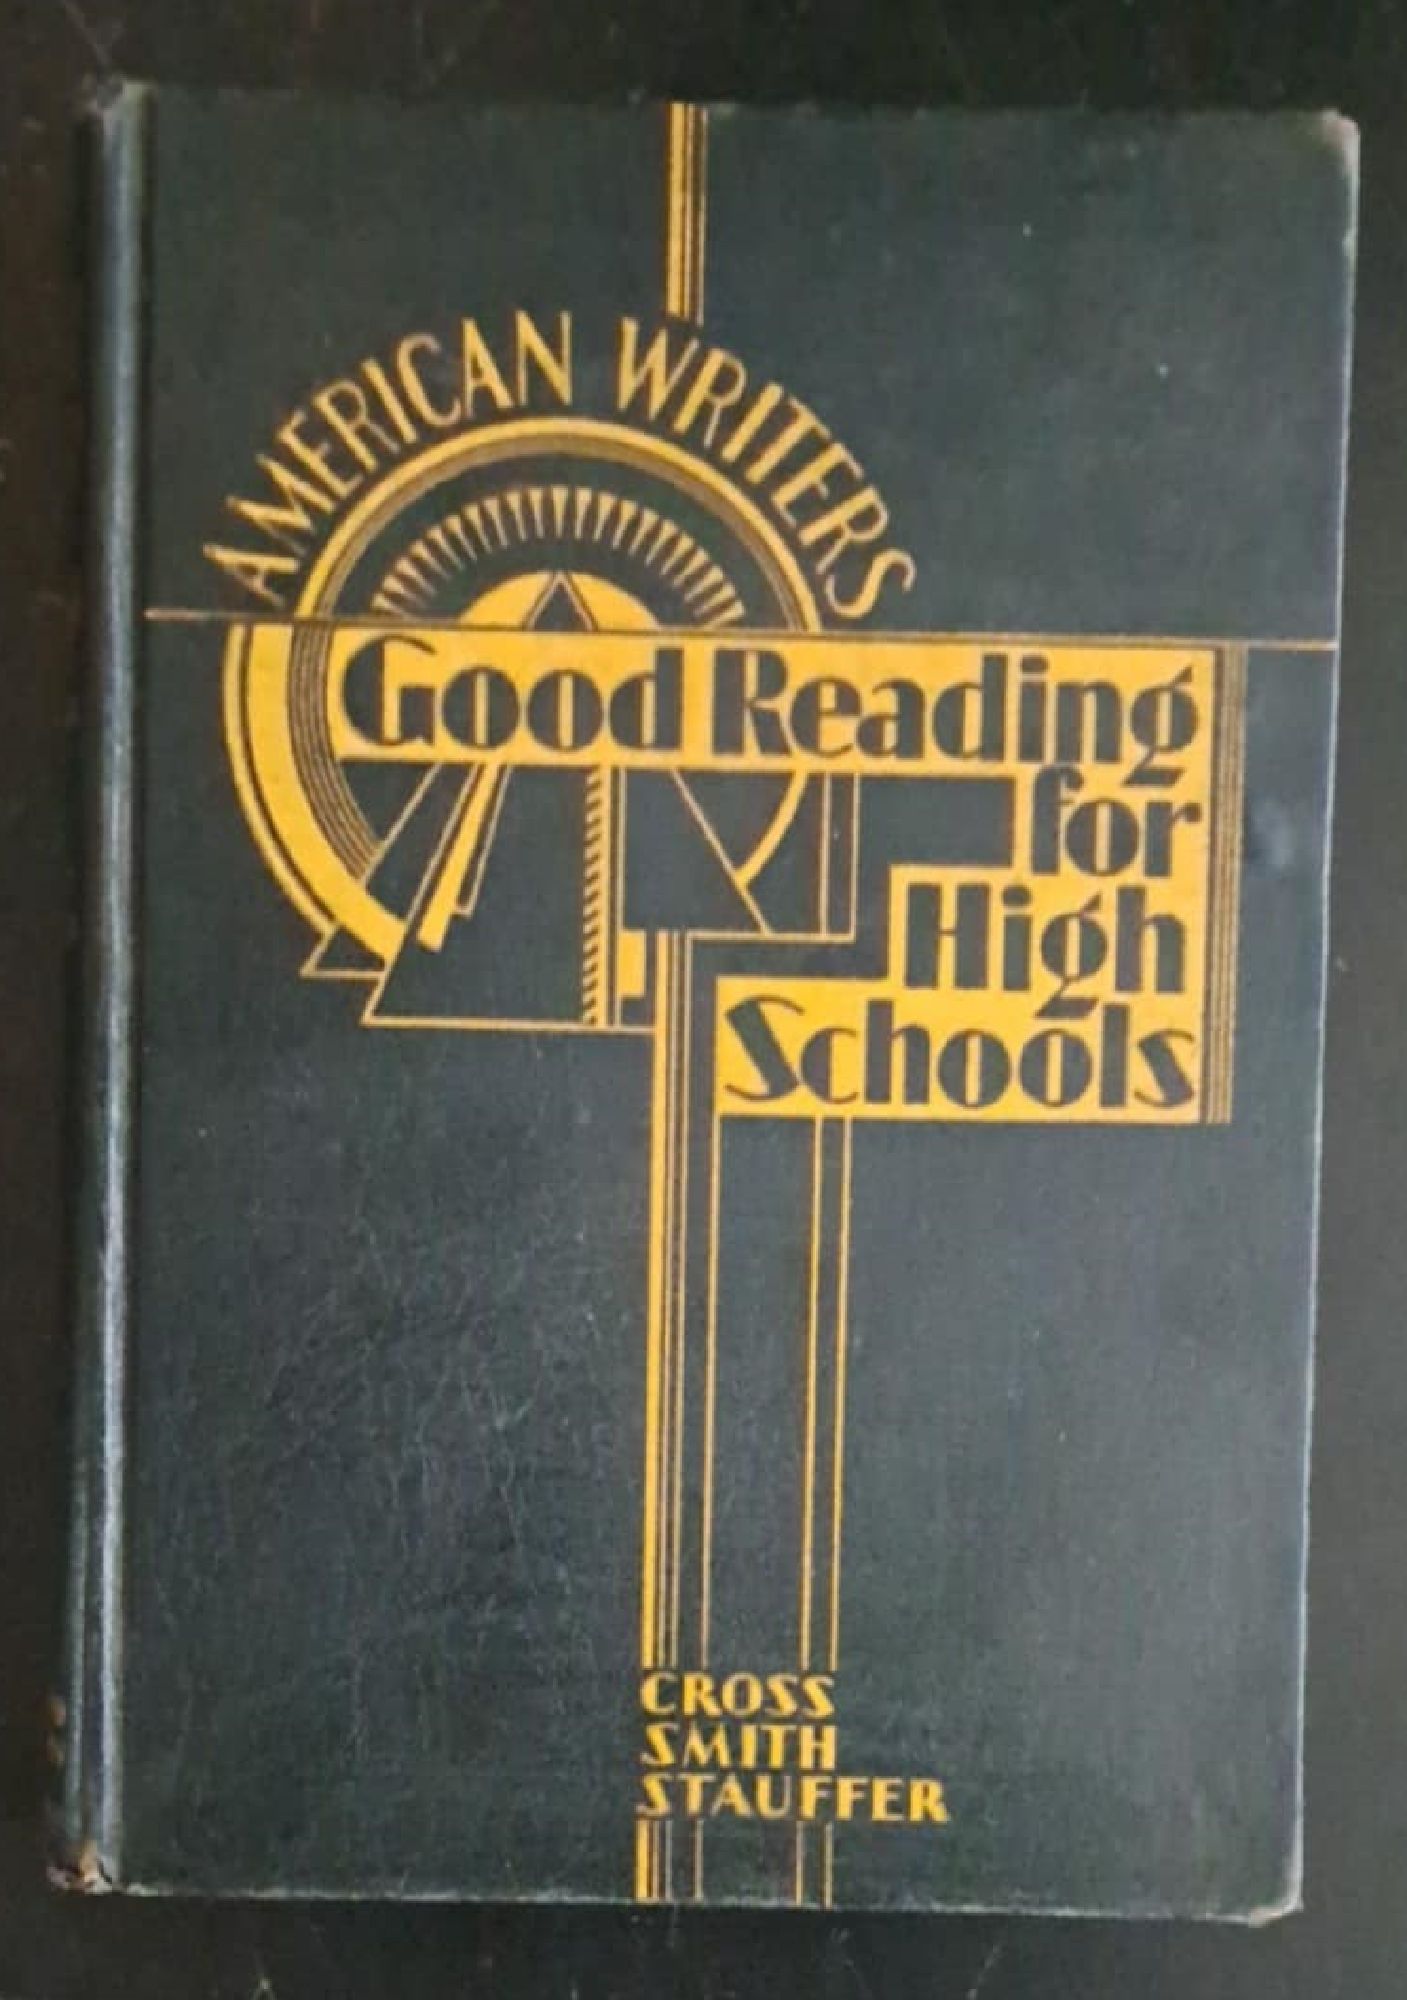 AMERICAN WRITERS
Good Reading
for
High
Schools
CROSS
SMITH
STAUFFER